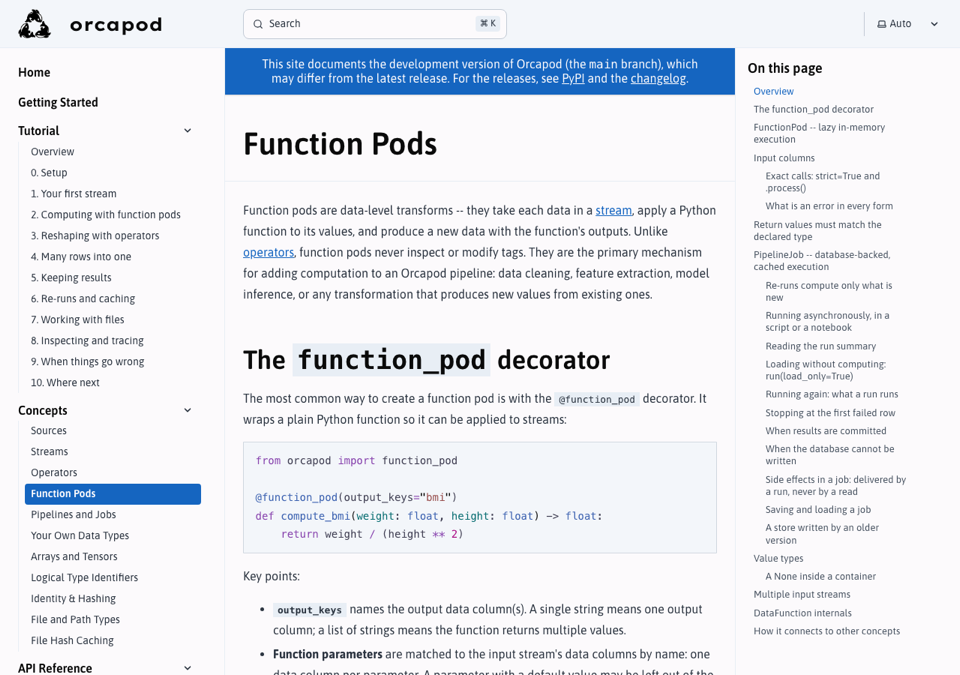 orcapod
Search
⌘ K
Auto
Home
Getting Started
Tutorial
Overview
0. Setup
1. Your first stream
2. Computing with function pods
3. Reshaping with operators
4. Many rows into one
5. Keeping results
6. Re-runs and caching
7. Working with files
8. Inspecting and tracing
9. When things go wrong
10. Where next
Concepts
Sources
Streams
Operators
Function Pods
Pipelines and Jobs
Your Own Data Types
Arrays and Tensors
Logical Type Identifiers
Identity & Hashing
File and Path Types
File Hash Caching
API Reference
This site documents the development version of Orcapod (the main branch), which
may differ from the latest release. For the releases, see PyPI and the changelog.
Function Pods
Function pods are data-level transforms -- they take each data in a stream, apply a Python
function to its values, and produce a new data with the function's outputs. Unlike
operators, function pods never inspect or modify tags. They are the primary mechanism
for adding computation to an Orcapod pipeline: data cleaning, feature extraction, model
inference, or any transformation that produces new values from existing ones.
The function_pod decorator
The most common way to create a function pod is with the @function_pod decorator. It
wraps a plain Python function so it can be applied to streams:
from orcapod import function_pod
@function_pod(output_keys="bmi")
def compute_bmi(weight: float, height: float) -> float:
return weight / (height ** 2)
Key points:
• output_keys names the output data column(s). A single string means one output
column; a list of strings means the function returns multiple values.
• Function parameters are matched to the input stream's data columns by name: one
data column per parameter. A parameter with a default value may be left out of the
On this page
Overview
The function_pod decorator
FunctionPod -- lazy in-memory
execution
Input columns
Exact calls: strict=True and
.process()
What is an error in every form
Return values must match the
declared type
PipelineJob -- database-backed,
cached execution
Re-runs compute only what is
new
Running asynchronously, in a
script or a notebook
Reading the run summary
Loading without computing:
run(load_only=True)
Running again: what a run runs
Stopping at the first failed row
When results are committed
When the database cannot be
written
Side effects in a job: delivered by
a run, never by a read
Saving and loading a job
A store written by an older
version
Value types
A None inside a container
Multiple input streams
DataFunction internals
How it connects to other concepts